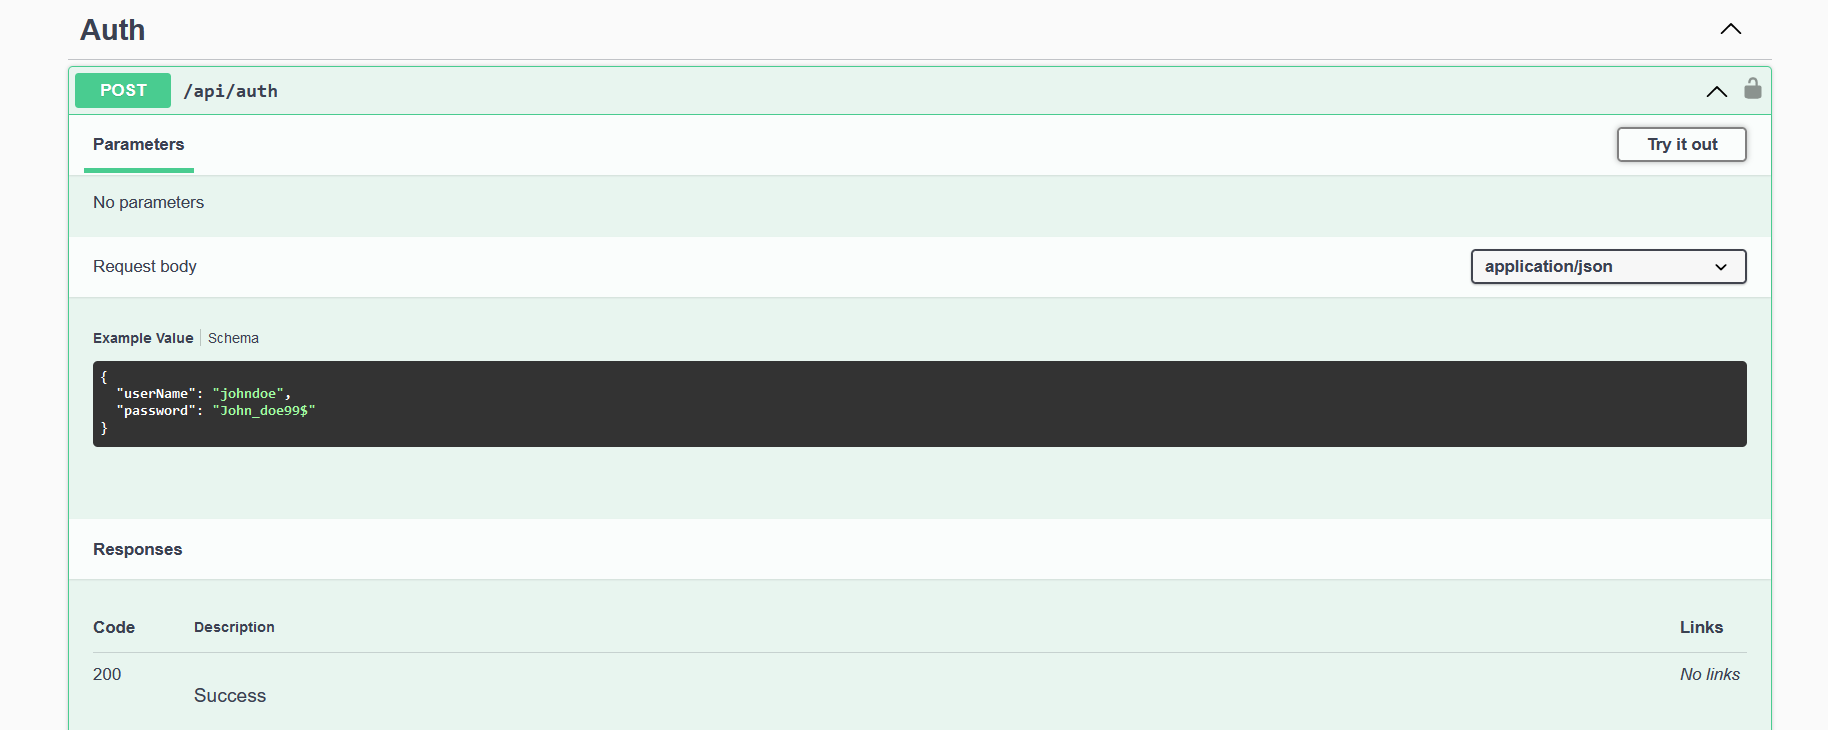 Auth
POST /api/auth
Parameters Try it out
No parameters
Request body application/json
Example Value Schema
{
  "userName": "johndoe",
  "password": "John_doe99$"
}
Responses
Code Description Links
200 No links
Success